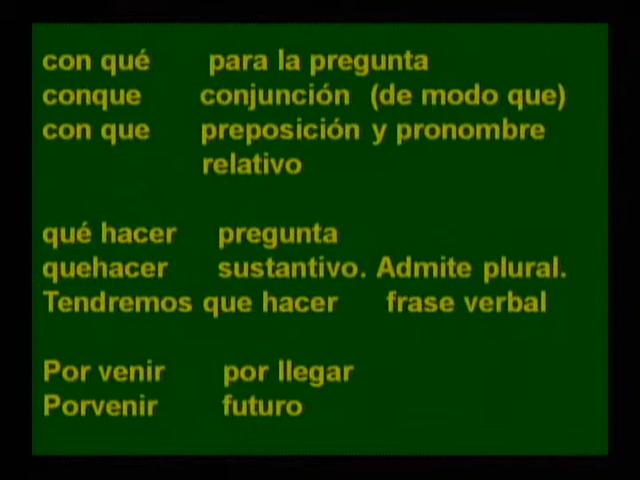 con qué para la pregunta
conque conjunción (de modo que)
con que preposición y pronombre
relativo
qué hacer pregunta
quehacer sustantivo. Admite plural.
Tendremos que hacer frase verbal
Por venir por llegar
Porvenir futuro